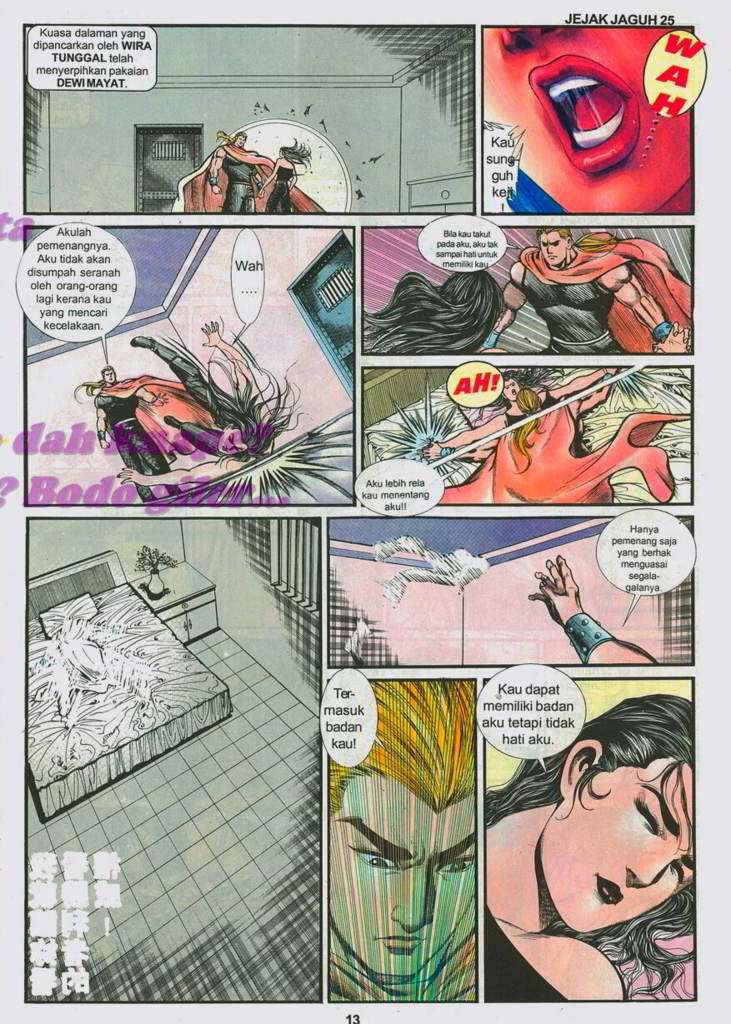 JEJAK JAGUH 25
Kuasa dalaman yang
dipancarkan oleh WIRA
TUNGGAL telah
menyerpihkan pakaian
DEWI MAYAT.
WAH
Kau
sung
guh
keji
!
Akulah
pemenangnya.
Aku tidak akan
disumpah seranah
oleh orang-orang
lagi kerana kau
yang mencari
kecelakaan.
Wah
....
Bila kau takut
pada aku, aku tak
sampai hati untuk
memiliki kau.
AH!
Aku lebih rela
kau menentang
aku!!
dah
? Bodo giler...
Hanya
pemenang saja
yang berhak
menguasai
segala-
galanya.
Ter-
masuk
badan
kau!
Kau dapat
memiliki badan
aku tetapi tidak
hati aku.
13